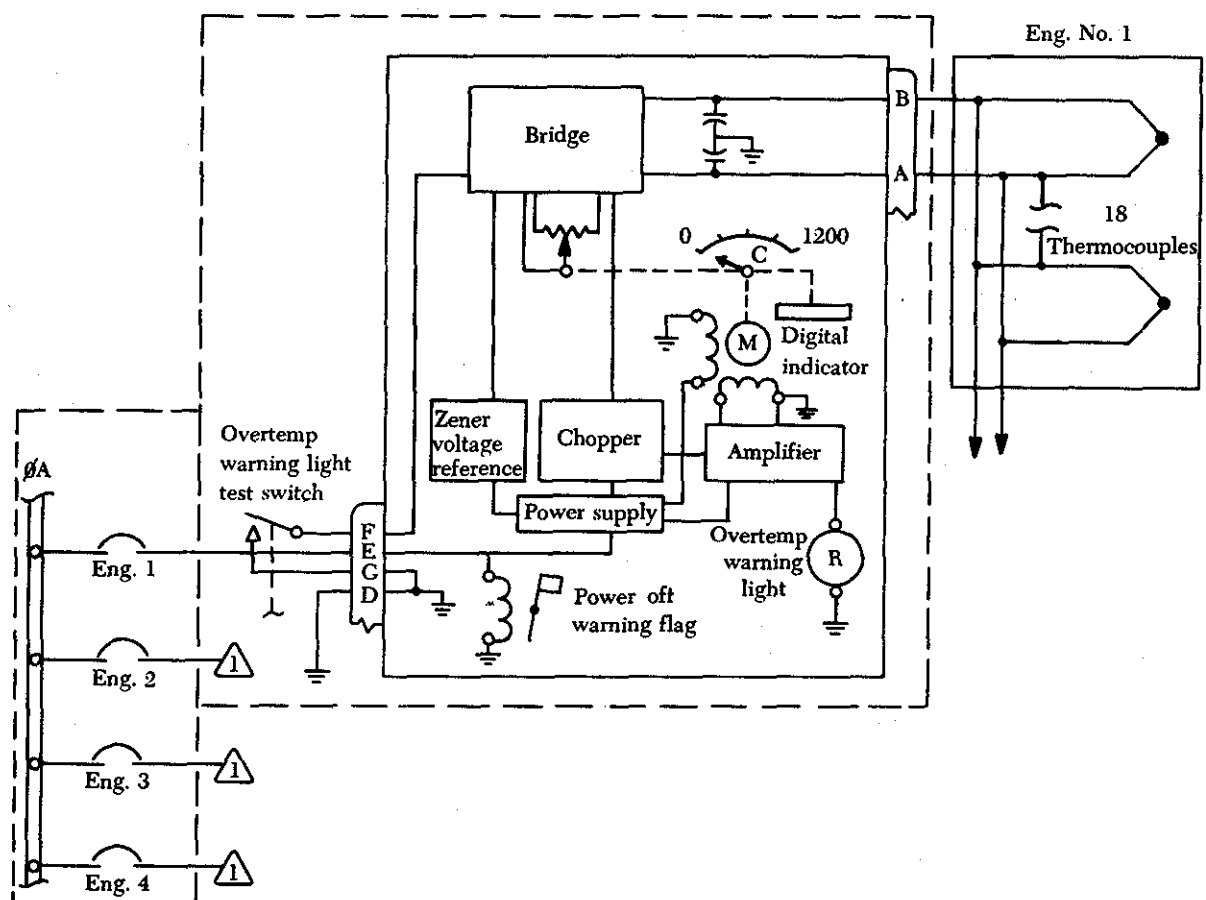 Eng. No. 1
B
Bridge
A
18
Thermocouples
0
1200
C
M
Digital
indicator
Zener
voltage
reference
Chopper
Amplifier
Overtemp
warning light
test switch
ØA
Power supply
F
E
G
D
Overtemp
warning
light
R
Eng. 1
Power oft
warning flag
Eng. 2
1
Eng. 3
1
Eng. 4
1